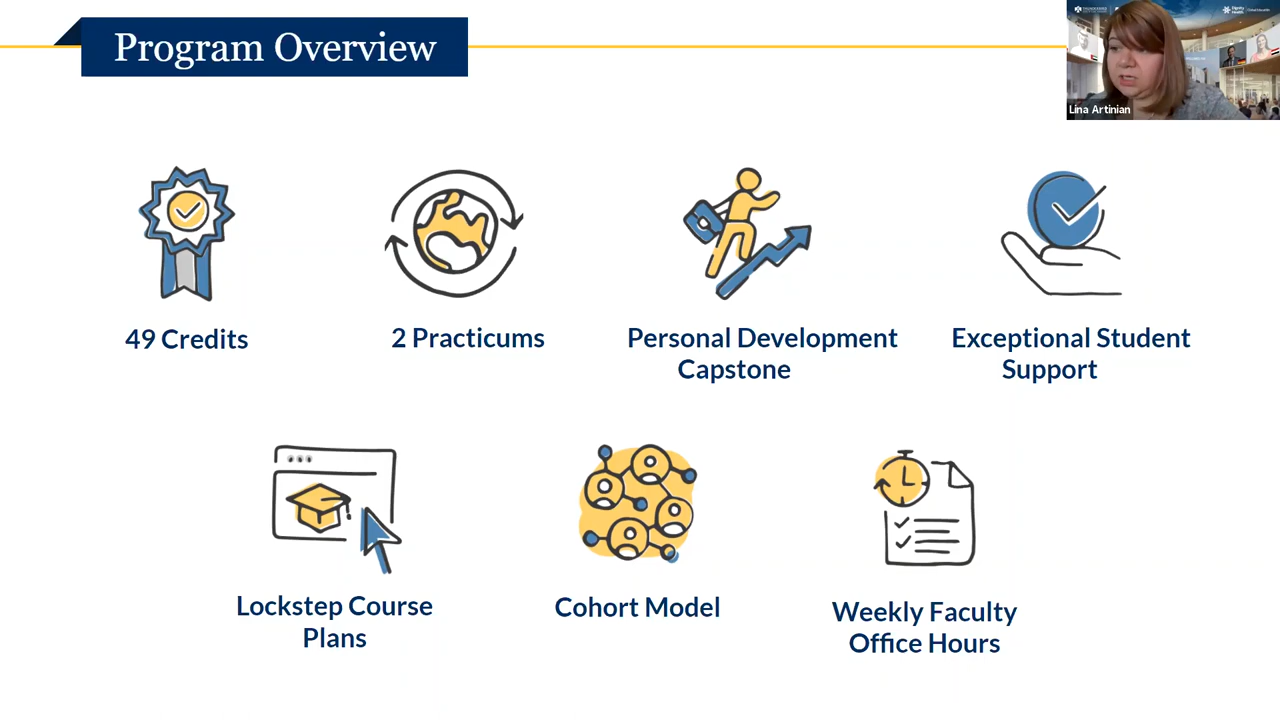 Program Overview
Lina Artinian
49 Credits
2 Practicums
Personal Development
Capstone
Exceptional Student
Support
Lockstep Course
Plans
Cohort Model
Weekly Faculty
Office Hours